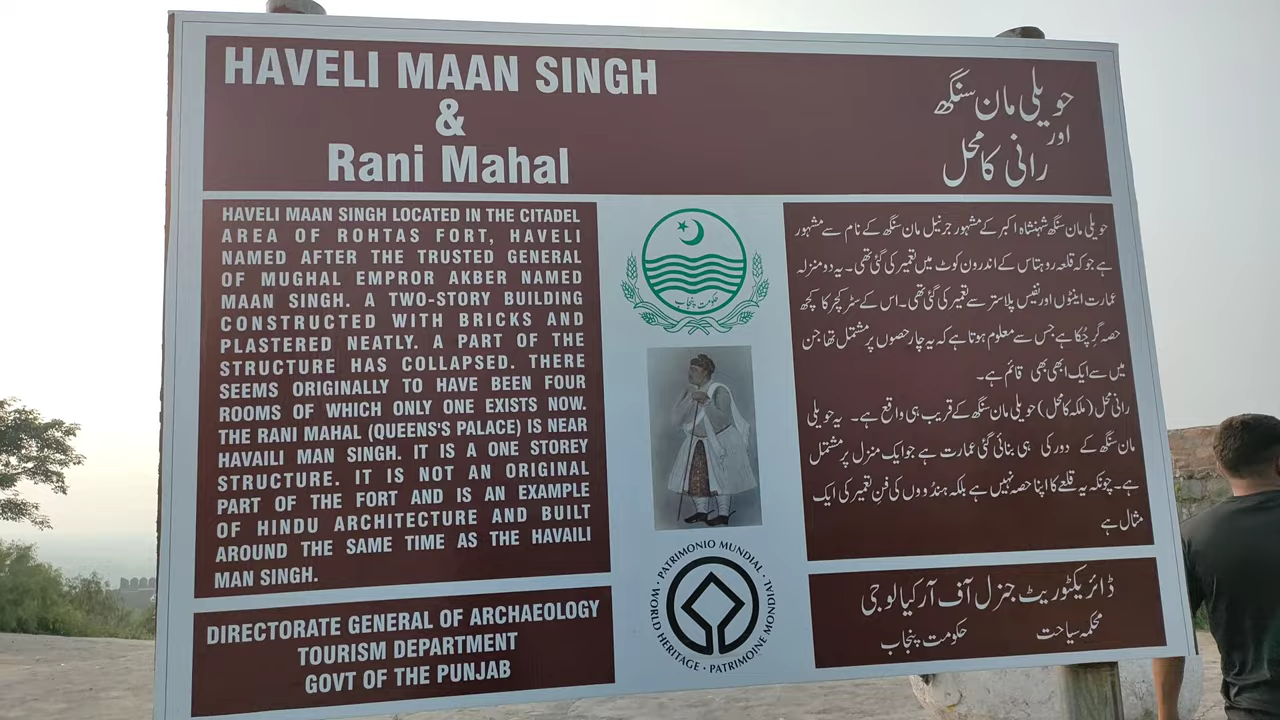 HAVELI MAAN SINGH
&
Rani Mahal
حویلی مان سنگھ
اور
رانی کا محل
HAVELI MAAN SINGH LOCATED IN THE CITADEL
AREA OF ROHTAS FORT, HAVELI
NAMED AFTER THE TRUSTED GENERAL
OF MUGHAL EMPROR AKBER NAMED
MAAN SINGH. A TWO-STORY BUILDING
CONSTRUCTED WITH BRICKS AND
PLASTERED NEATLY. A PART OF THE
STRUCTURE HAS COLLAPSED. THERE
SEEMS ORIGINALLY TO HAVE BEEN FOUR
ROOMS OF WHICH ONLY ONE EXISTS NOW.
THE RANI MAHAL (QUEENS'S PALACE) IS NEAR
HAVAILI MAN SINGH. IT IS A ONE STOREY
STRUCTURE. IT IS NOT AN ORIGINAL
PART OF THE FORT AND IS AN EXAMPLE
OF HINDU ARCHITECTURE AND BUILT
AROUND THE SAME TIME AS THE HAVAILI
MAN SINGH.
حکومت پنجاب
حویلی مان سنگھ شہنشاہ اکبر کے مشہور جرنیل مان سنگھ کے نام سے مشہور
ہے جو کہ قلعہ روہتاس کے اندرون کوٹ میں تعمیر کی گئی تھی۔ یہ دو منزلہ
عمارت اینٹوں اور نفیس پلاستر سے تعمیر کی گئی تھی۔ اس کے سٹرکچر کا کچھ
حصہ گر چُکا ہے جس سے معلوم ہوتا ہے کہ یہ چار حصوں پر مشتمل تھا جن
میں سے ایک ابھی بھی قائم ہے۔
رانی محل (ملکہ کا محل) حویلی مان سنگھ کے قریب ہی واقع ہے۔ یہ حویلی
مان سنگھ کے دور کی ہی بنائی گئی عمارت ہے جو ایک منزل پر مشتمل
ہے۔ چونکہ یہ قلعے کا اپنا حصہ نہیں ہے بلکہ ہندُووں کی فنِ تعمیر کی ایک
مثال ہے
PATRIMONIO MUNDIAL · WORLD HERITAGE · PATRIMOINE MONDIAL
DIRECTORATE GENERAL OF ARCHAEOLOGY
TOURISM DEPARTMENT
GOVT OF THE PUNJAB
ڈائریکٹوریٹ جنرل آف آرکیالوجی
محکمہ سیاحت حکومت پنجاب